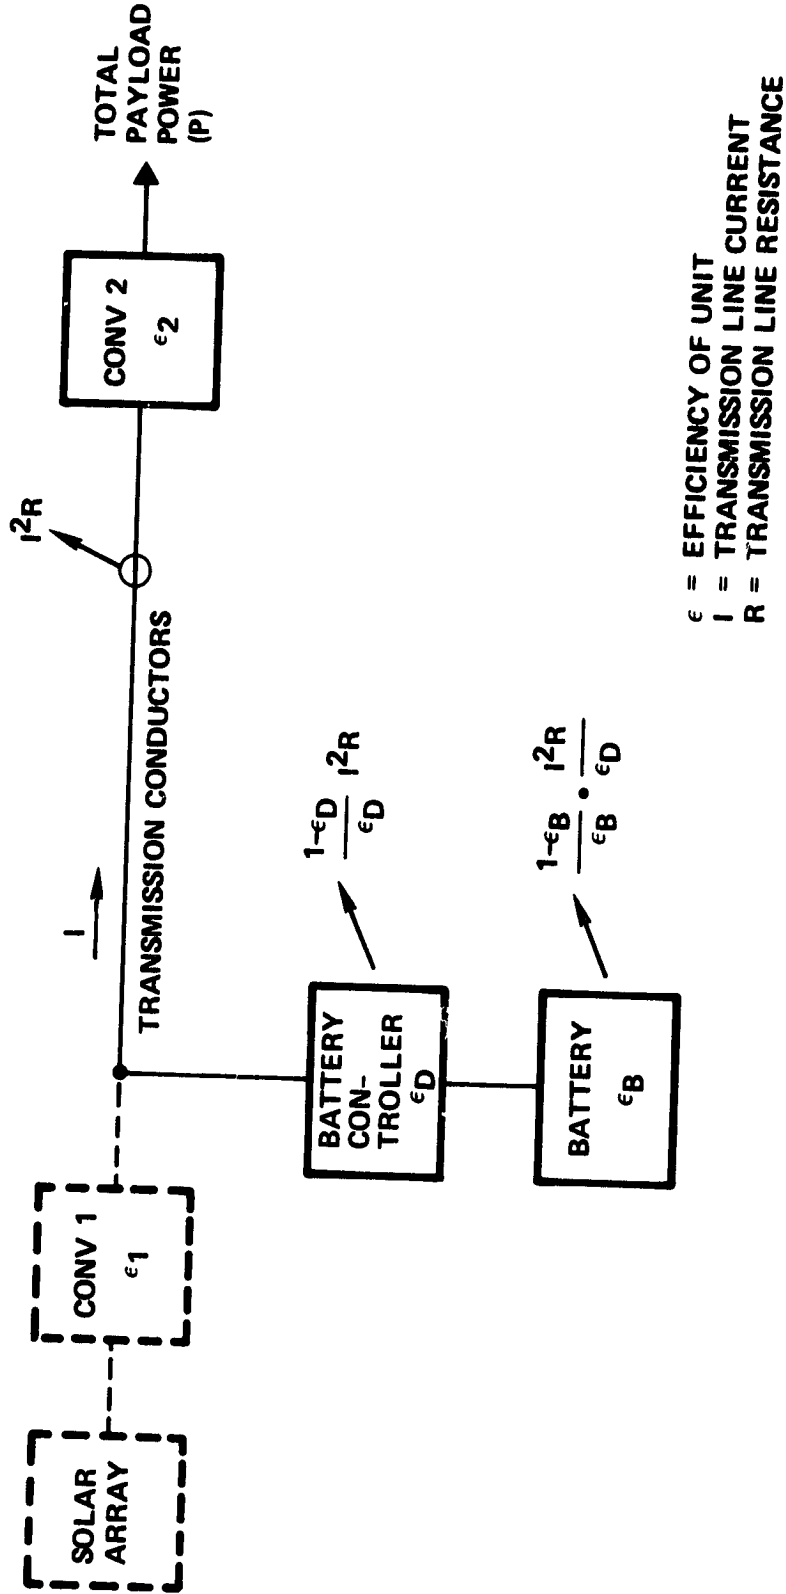 SOLAR
ARRAY
CONV 1
ϵ1
I
TRANSMISSION CONDUCTORS
I²R
CONV 2
ϵ2
TOTAL
PAYLOAD
POWER
(P)
BATTERY
CON-
TROLLER
ϵD
1-ϵD
ϵD
I²R
BATTERY
ϵB
1-ϵB
ϵB
•
I²R
ϵD
ϵ = EFFICIENCY OF UNIT
I = TRANSMISSION LINE CURRENT
R = TRANSMISSION LINE RESISTANCE